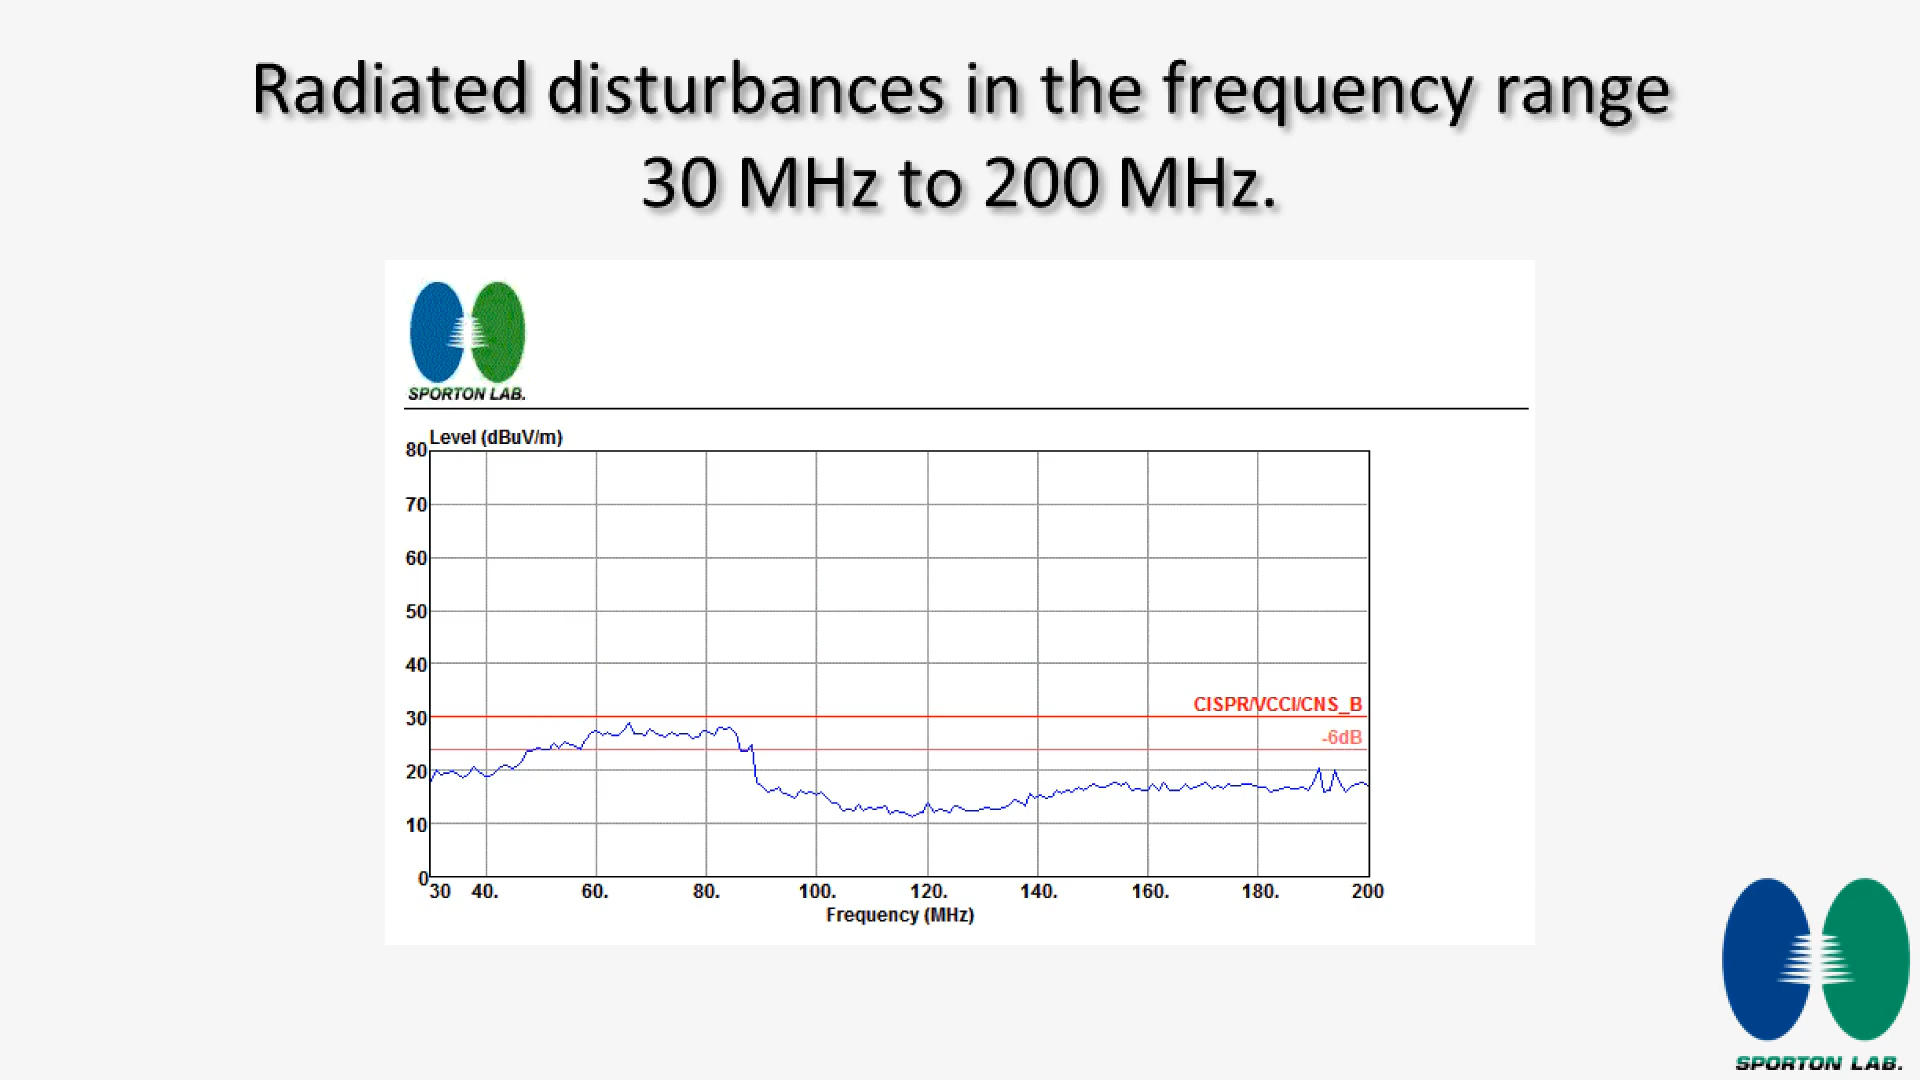 Radiated disturbances in the frequency range
30 MHz to 200 MHz.
SPORTON LAB.
Level (dBuV/m)
80
70
60
50
40
CISPR/VCCI/CNS_B
30
-6dB
20
10
0
30 40. 60. 80. 100. 120. 140. 160. 180. 200
Frequency (MHz)
SPORTON LAB.